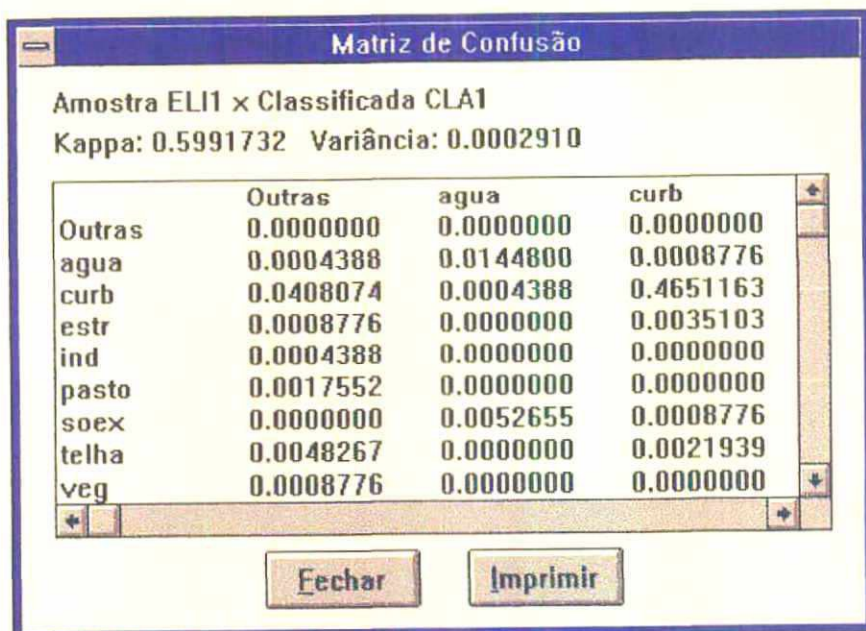 Matriz de Confusão
Amostra ELI1 x Classificada CLA1
Kappa: 0.5991732 Variância: 0.0002910
Outras agua curb
Outras 0.0000000 0.0000000 0.0000000
agua 0.0004388 0.0144800 0.0008776
curb 0.0408074 0.0004388 0.4651163
estr 0.0008776 0.0000000 0.0035103
ind 0.0004388 0.0000000 0.0000000
pasto 0.0017552 0.0000000 0.0000000
soex 0.0000000 0.0052655 0.0008776
telha 0.0048267 0.0000000 0.0021939
veg 0.0008776 0.0000000 0.0000000
Fechar Imprimir